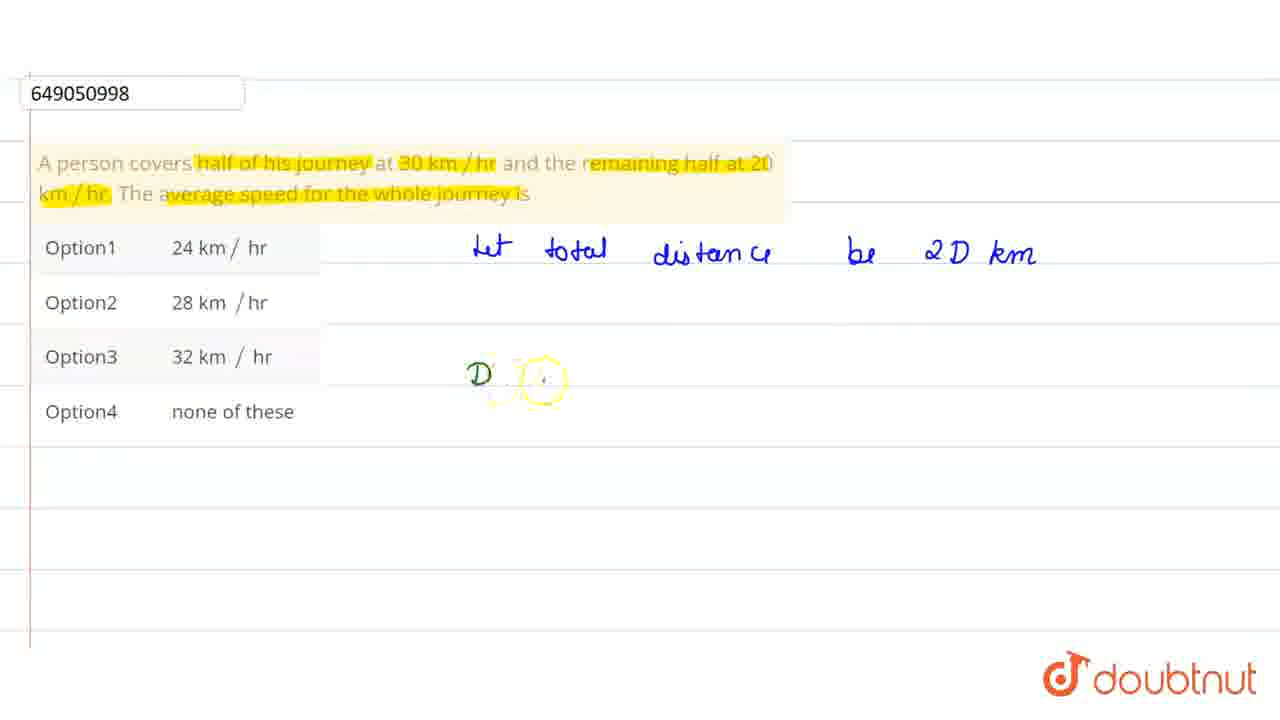 649050998
A person covers half of his journey at 30 km/hr and the remaining half at 20
km/hr. The average speed for the whole journey is
Option1 24 km/ hr
Let total distance be 2D km
Option2 28 km /hr
Option3 32 km / hr
D
Option4 none of these
doubtnut